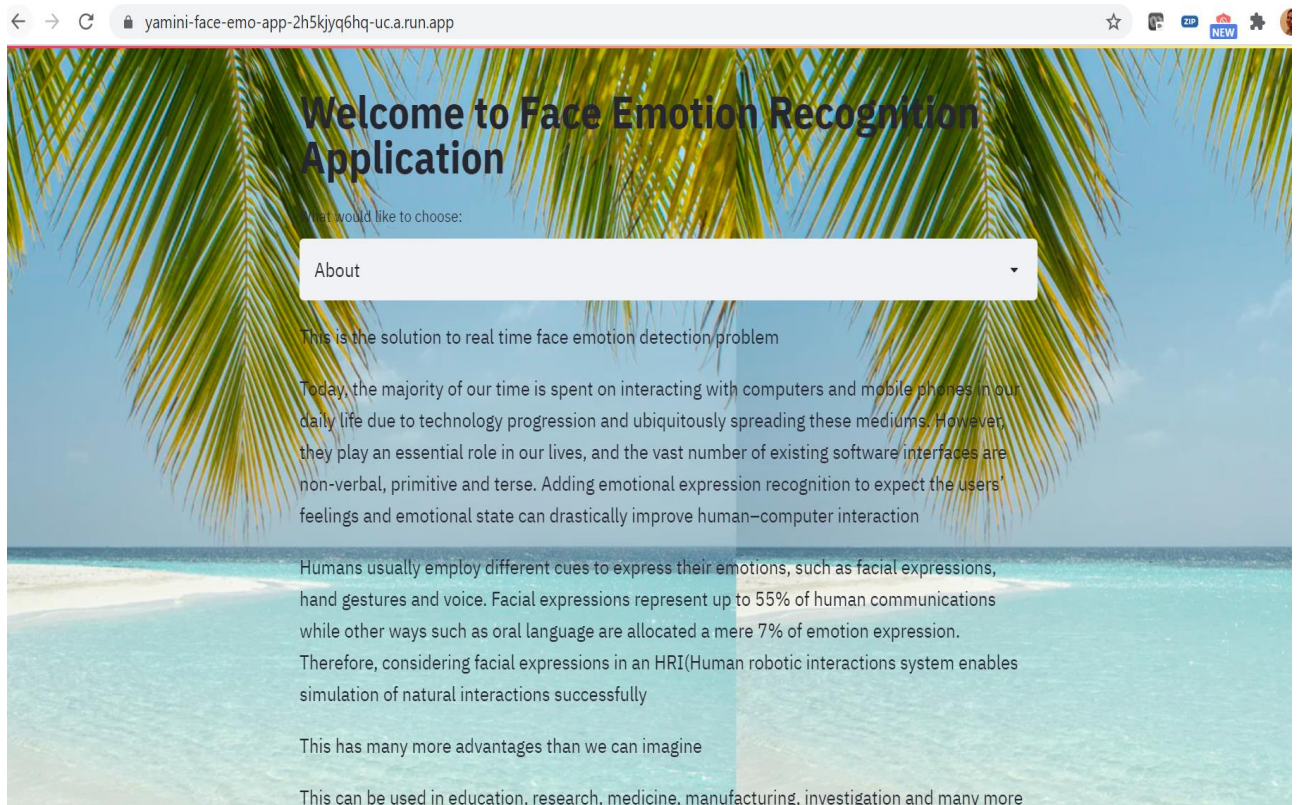 yamini-face-emo-app-2h5kjyq6hq-uc.a.run.app
ZIP
NEW
Welcome to Face Emotion Recognition
Application
What would like to choose:
About
This is the solution to real time face emotion detection problem
Today, the majority of our time is spent on interacting with computers and mobile phones in our
daily life due to technology progression and ubiquitously spreading these mediums. However,
they play an essential role in our lives, and the vast number of existing software interfaces are
non-verbal, primitive and terse. Adding emotional expression recognition to expect the users’
feelings and emotional state can drastically improve human–computer interaction
Humans usually employ different cues to express their emotions, such as facial expressions,
hand gestures and voice. Facial expressions represent up to 55% of human communications
while other ways such as oral language are allocated a mere 7% of emotion expression.
Therefore, considering facial expressions in an HRI(Human robotic interactions system enables
simulation of natural interactions successfully
This has many more advantages than we can imagine
This can be used in education, research, medicine, manufacturing, investigation and many more